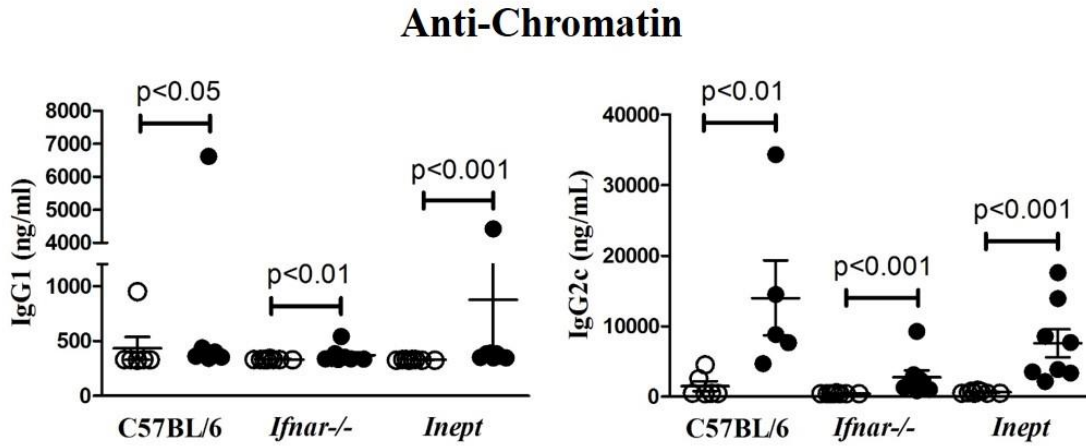 Anti-Chromatin
p<0.05
p<0.01
p<0.001
IgG1 (ng/ml)
8000
7000
6000
5000
4000
1000
500
0
C57BL/6 Ifnar-/- Inept
p<0.01
p<0.001
p<0.001
IgG2c (ng/mL)
40000
30000
20000
10000
0
C57BL/6 Ifnar-/- Inept